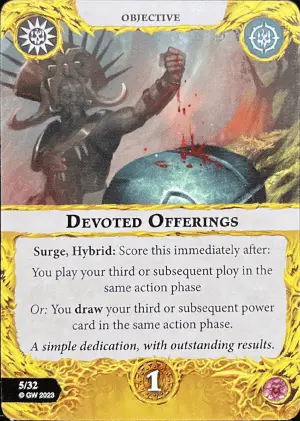 OBJECTIVE
DEVOTED OFFERINGS
Surge, Hybrid: Score this immediately after:
You play your third or subsequent ploy in the
same action phase
Or: You draw your third or subsequent power
card in the same action phase.
A simple dedication, with outstanding results.
5/32
© GW 2023
1